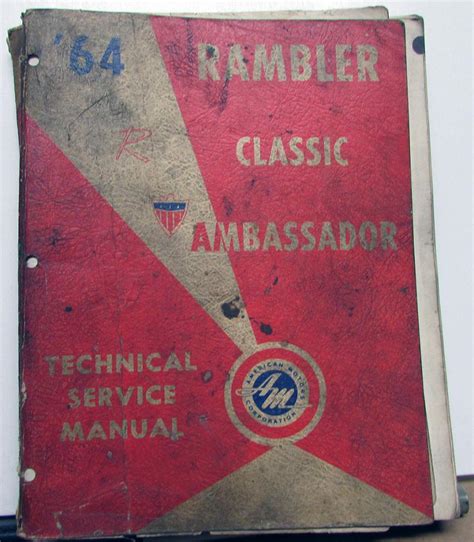 '64
RAMBLER
R
CLASSIC
AMBASSADOR
TECHNICAL
SERVICE
MANUAL
AMERICAN MOTORS
AM
CORPORATION